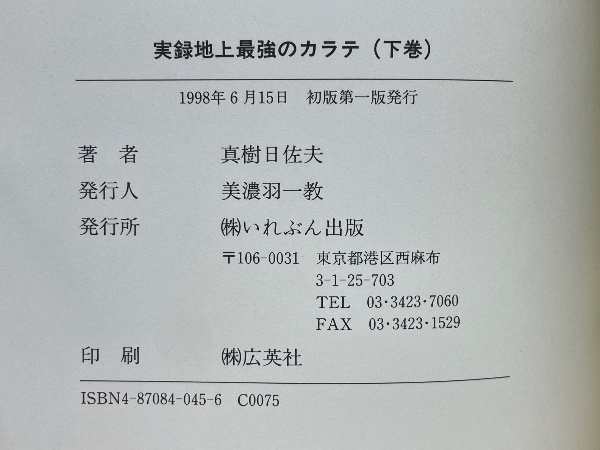 実録地上最強のカラテ（下巻）
1998年6月15日　初版第一版発行
著　者　真樹日佐夫
発行人　美濃羽一教
発行所　㈱いれぶん出版
〒106-0031　東京都港区西麻布
3-1-25-703
TEL　03・3423・7060
FAX　03・3423・1529
印　刷　㈱広英社
ISBN4-87084-045-6　C0075